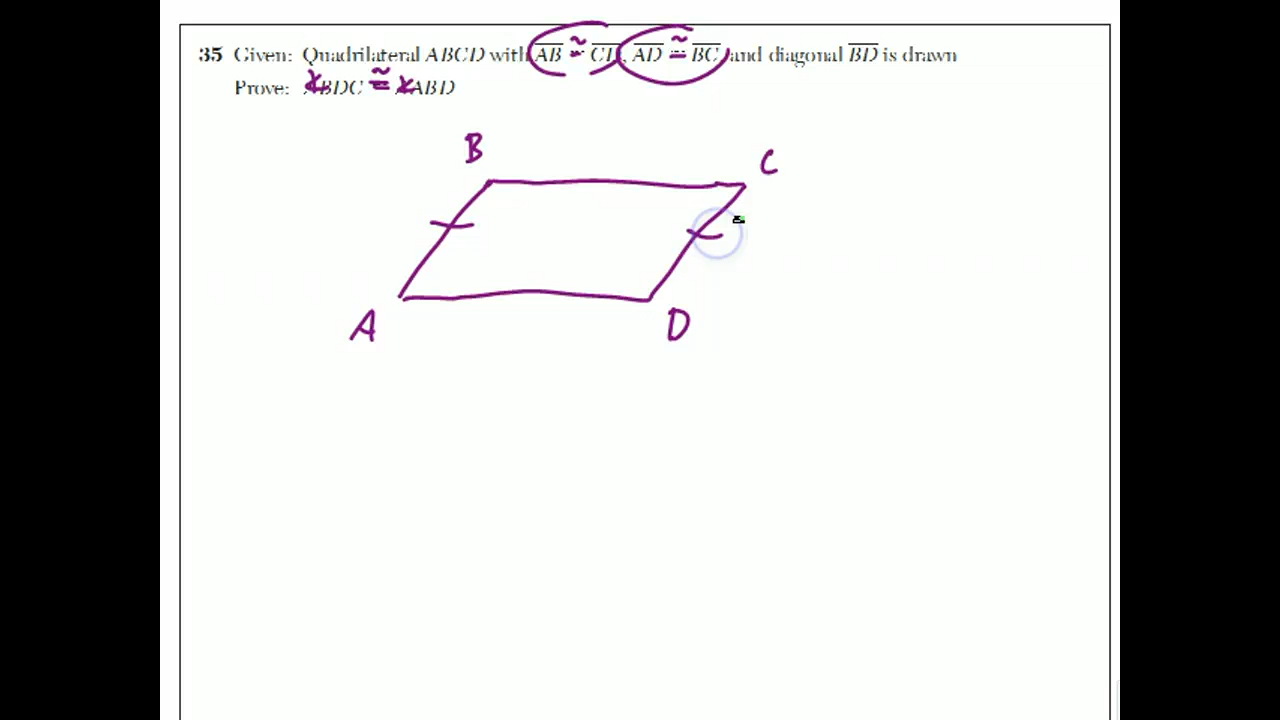 35 Given: Quadrilateral ABCD with AB ≅ CD, AD ≅ BC, and diagonal BD is drawn
Prove: ∠BDC ≅ ∠ABD
B
C
A
D